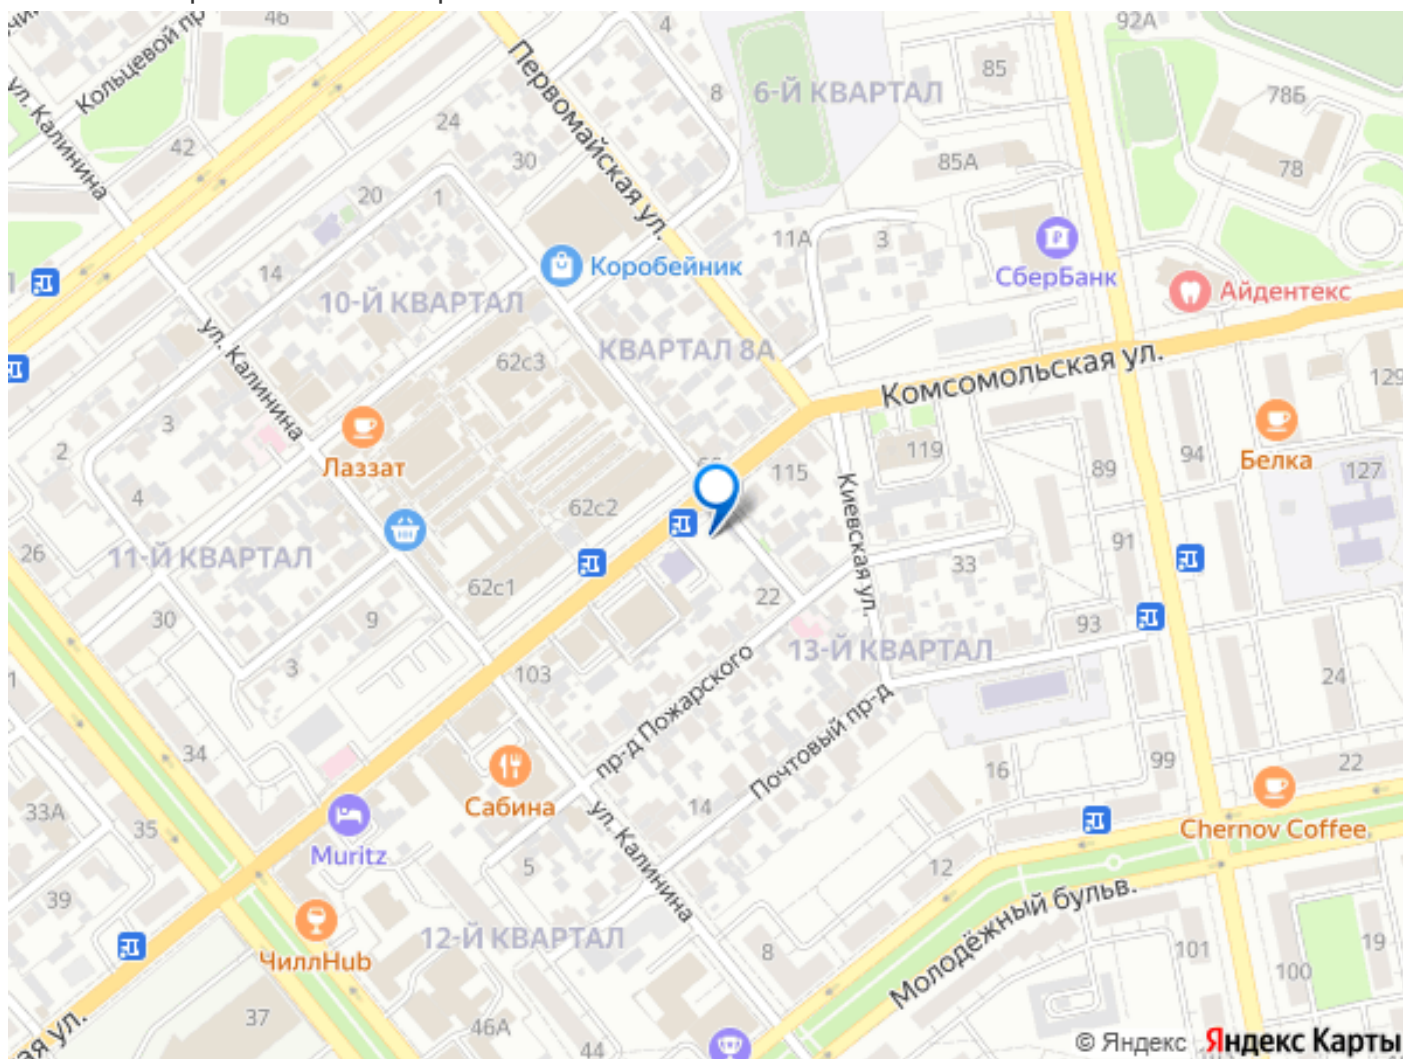 46
4
92А
Кольцевой пр
ул. Калинина
Первомайская ул.
8
6-Й КВАРТАЛ
85
78Б
42
24
30
85А
78
20
1
11А
3
СберБанк
Айдентекс
14
Коробейник
10-Й КВАРТАЛ
ул. Калинина
КВАРТАЛ 8А
62с3
Комсомольская ул.
129
3
2
Лаззат
119
115
94
89
Белка
127
4
62с2
Киевская ул.
26
11-Й КВАРТАЛ
91
62с1
33
22
30
9
93
13-Й КВАРТАЛ
3
103
24
пр-д Пожарского
Почтовый пр-д
34
16
99
22
Сабина
14
33А
35
Muritz
ул. Калинина
Chernov Coffee
5
12
39
Молодёжный бульв.
12-Й КВАРТАЛ
8
101
19
ЧиллHub
100
37
46А
44
ая ул.
© Яндекс Яндекс Карты